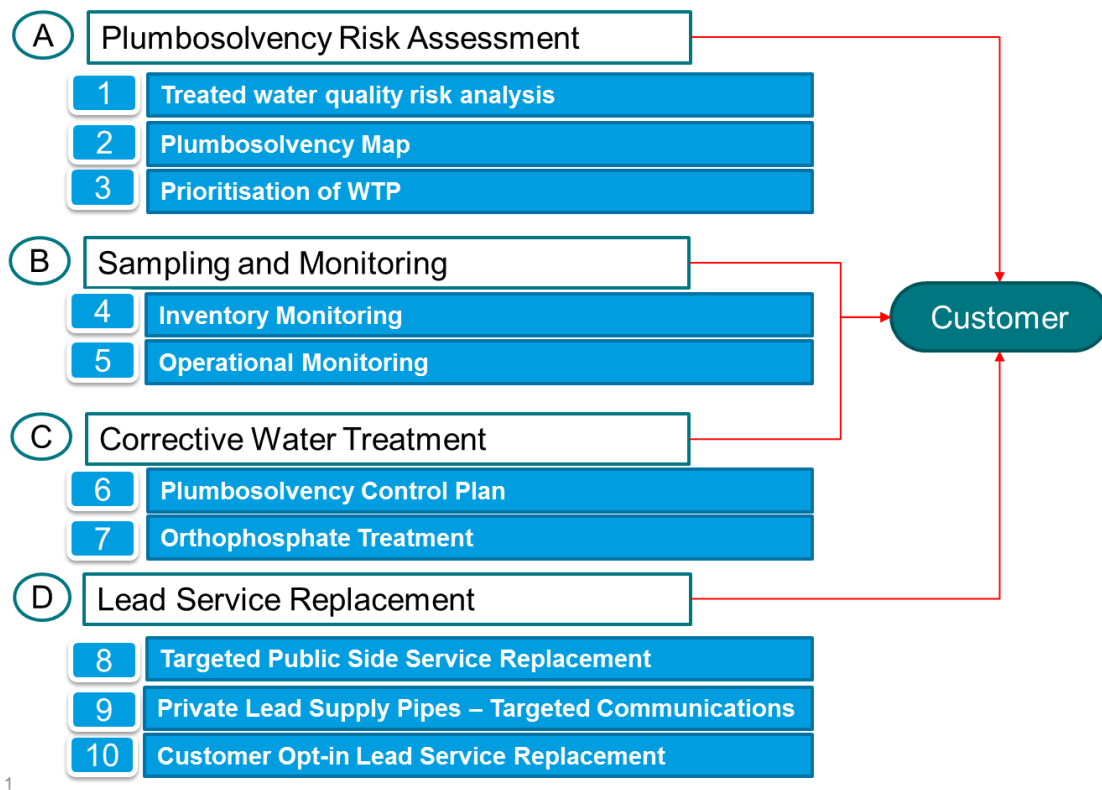 A
Plumbosolvency Risk Assessment
1
Treated water quality risk analysis
2
Plumbosolvency Map
3
Prioritisation of WTP
B
Sampling and Monitoring
4
Inventory Monitoring
5
Operational Monitoring
Customer
C
Corrective Water Treatment
6
Plumbosolvency Control Plan
7
Orthophosphate Treatment
D
Lead Service Replacement
8
Targeted Public Side Service Replacement
9
Private Lead Supply Pipes – Targeted Communications
10
Customer Opt-in Lead Service Replacement
1